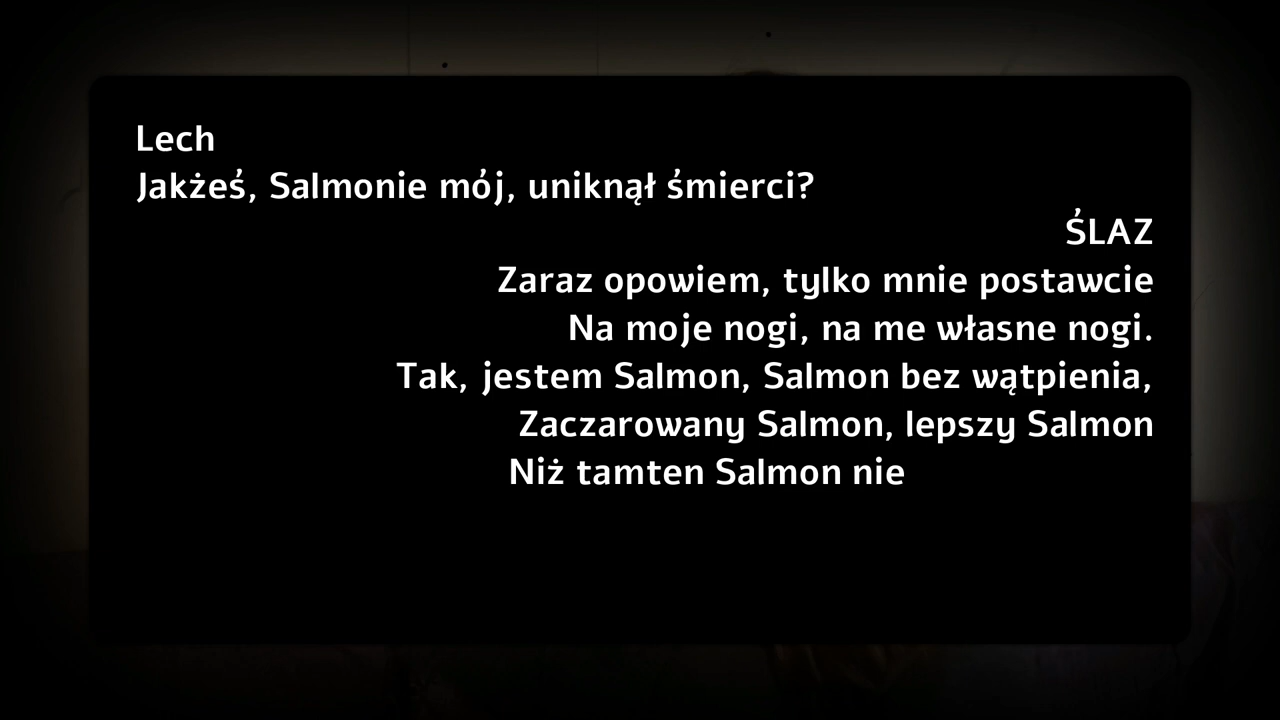 Lech
Jakżeś, Salmonie mój, uniknął śmierci?
ŚLAZ
Zaraz opowiem, tylko mnie postawcie
Na moje nogi, na me własne nogi.
Tak, jestem Salmon, Salmon bez wątpienia,
Zaczarowany Salmon, lepszy Salmon
Niż tamten Salmon nie